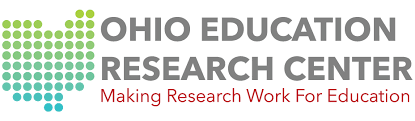 OHIO EDUCATION
RESEARCH CENTER
Making Research Work For Education